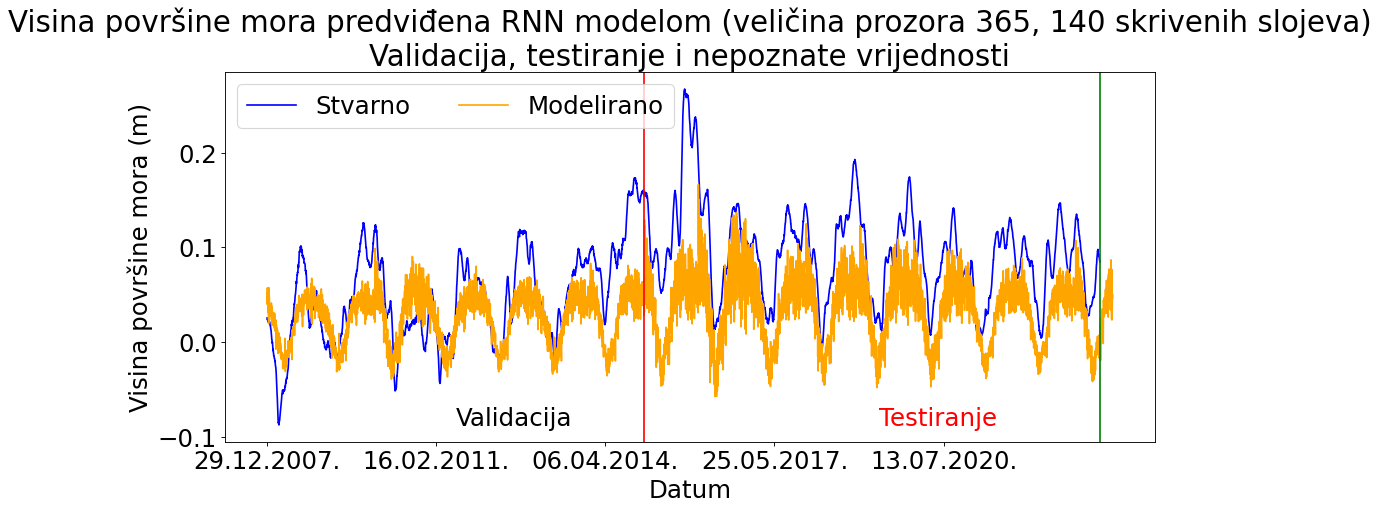 Visina površine mora predviđena RNN modelom (veličina prozora 365, 140 skrivenih slojeva)
Validacija, testiranje i nepoznate vrijednosti
Stvarno
Modelirano
Visina površine mora (m)
0.2
0.1
0.0
−0.1
Validacija
Testiranje
29.12.2007.
16.02.2011.
06.04.2014.
25.05.2017.
13.07.2020.
Datum